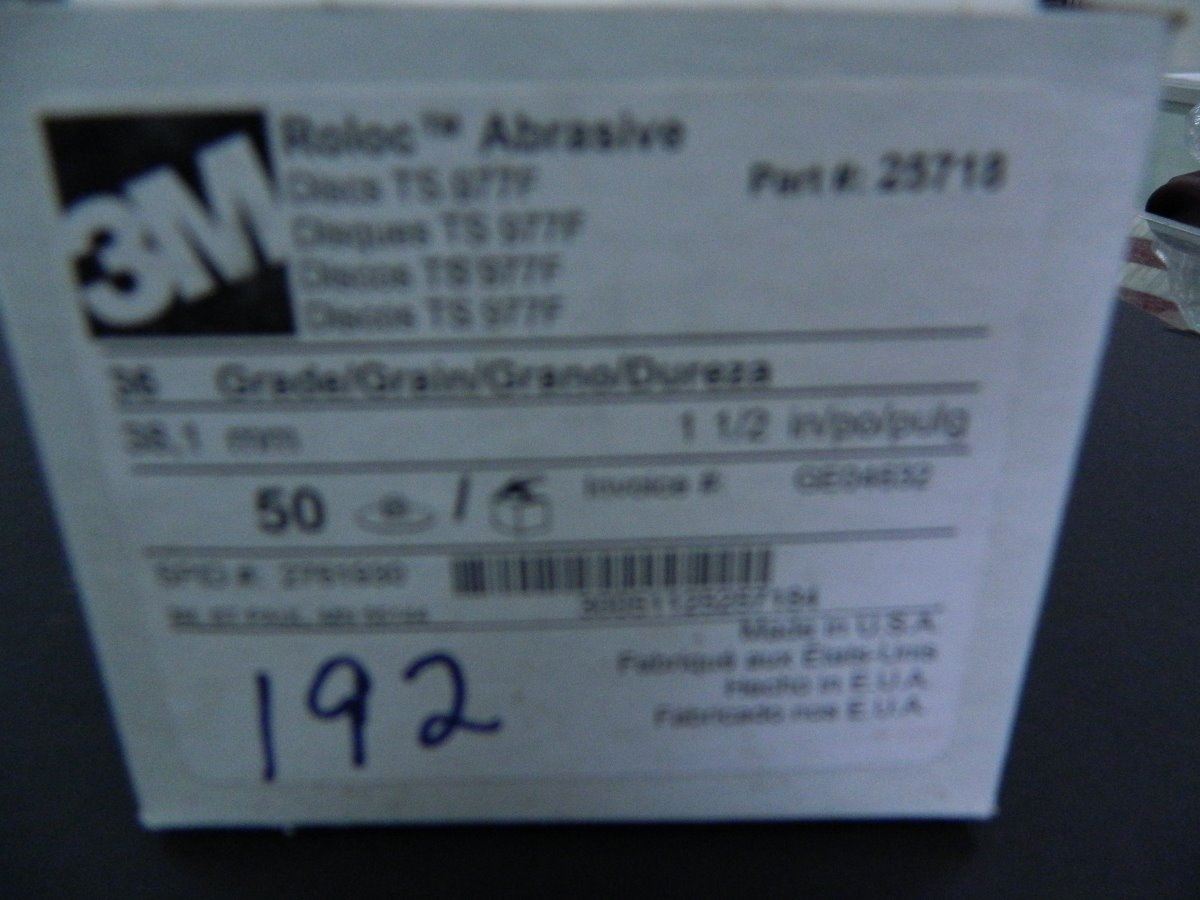 3M
Roloc™ Abrasive
Discs TS 977F
Disques TS 977F
Discos TS 977F
Discos TS 977F
Part #: 25718
36 Grade/Grain/Grano/Dureza
38,1 mm 1 1/2 in/po/pulg
50 / Invoice #:
SPID #:
Made in U.S.A.
Fabriqué aux États-Unis
Hecho in E.U.A.
Fabricado nos E.U.A.
192